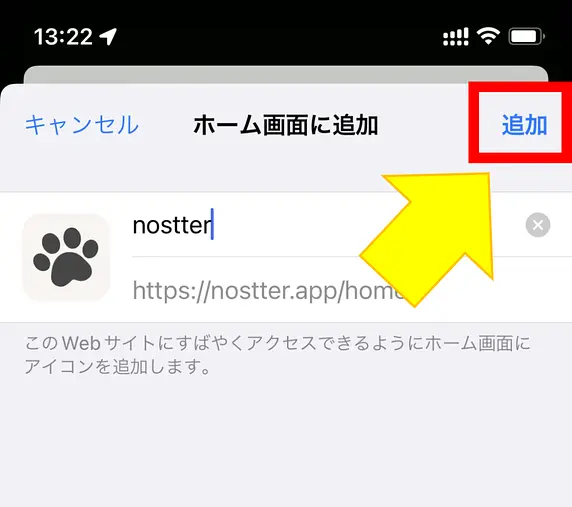 13:22
キャンセル ホーム画面に追加 追加
nostter
https://nostter.app/home
このWebサイトにすばやくアクセスできるようにホーム画面に
アイコンを追加します。